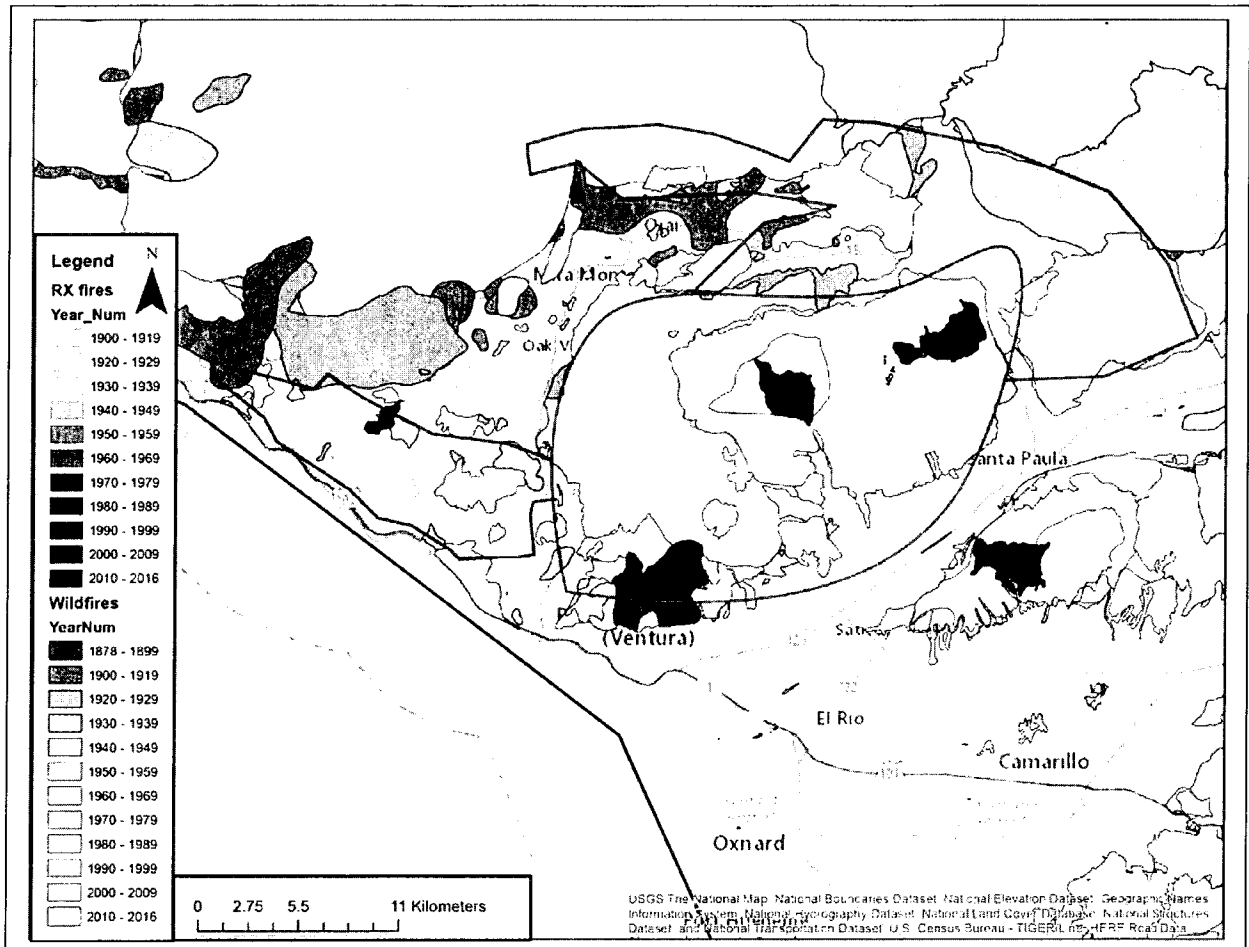 Legend
N
RX fires
Year_Num
1900 - 1919
1920 - 1929
1930 - 1939
1940 - 1949
1950 - 1959
1960 - 1969
1970 - 1979
1980 - 1989
1990 - 1999
2000 - 2009
2010 - 2016
Wildfires
YearNum
1878 - 1899
1900 - 1919
1920 - 1929
1930 - 1939
1940 - 1949
1950 - 1959
1960 - 1969
1970 - 1979
1980 - 1989
1990 - 1999
2000 - 2009
2010 - 2016
Oak V
Santa Paula
(Ventura)
El Rio
Camarillo
101
Oxnard
0 2.75 5.5 11 Kilometers
USGS The National Map: National Boundaries Dataset, National Elevation Dataset, Geographic Names
Information System, National Hydrography Dataset, National Land Cover Database, National Structures
Dataset, and National Transportation Dataset; U.S. Census Bureau - TIGER/Line; HERE Road Data